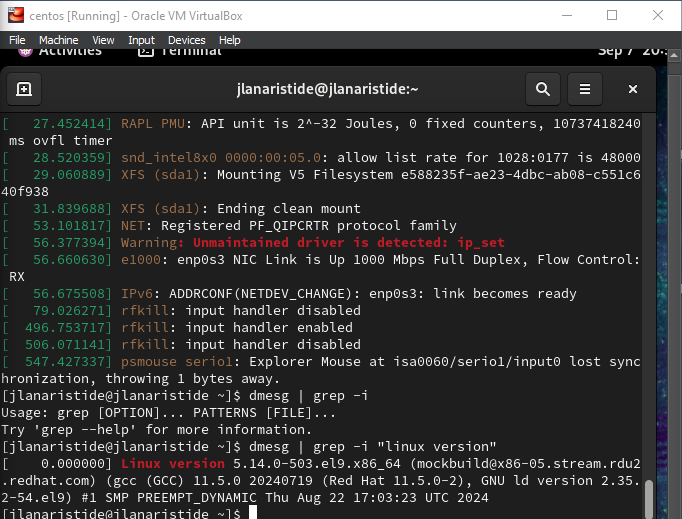 centos [Running] - Oracle VM VirtualBox
File Machine View Input Devices Help
Activities Terminal Sep 7
jlanaristide@jlanaristide:~
[   27.452414] RAPL PMU: API unit is 2^-32 Joules, 0 fixed counters, 10737418240
 ms ovfl timer
[   28.520359] snd_intel8x0 0000:00:05.0: allow list rate for 1028:0177 is 48000
[   29.060889] XFS (sda1): Mounting V5 Filesystem e588235f-ae23-4dbc-ab08-c551c6
40f938
[   31.839688] XFS (sda1): Ending clean mount
[   53.101817] NET: Registered PF_QIPCRTR protocol family
[   56.377394] Warning: Unmaintained driver is detected: ip_set
[   56.660630] e1000: enp0s3 NIC Link is Up 1000 Mbps Full Duplex, Flow Control:
 RX
[   56.675508] IPv6: ADDRCONF(NETDEV_CHANGE): enp0s3: link becomes ready
[   79.026271] rfkill: input handler disabled
[  496.753717] rfkill: input handler enabled
[  506.071141] rfkill: input handler disabled
[  547.427337] psmouse serio1: Explorer Mouse at isa0060/serio1/input0 lost sync
hronization, throwing 1 bytes away.
[jlanaristide@jlanaristide ~]$ dmesg | grep -i
Usage: grep [OPTION]... PATTERNS [FILE]...
Try 'grep --help' for more information.
[jlanaristide@jlanaristide ~]$ dmesg | grep -i "linux version"
[    0.000000] Linux version 5.14.0-503.el9.x86_64 (mockbuild@x86-05.stream.rdu2
.redhat.com) (gcc (GCC) 11.5.0 20240719 (Red Hat 11.5.0-2), GNU ld version 2.35.
2-54.el9) #1 SMP PREEMPT_DYNAMIC Thu Aug 22 17:03:23 UTC 2024
[jlanaristide@jlanaristide ~]$